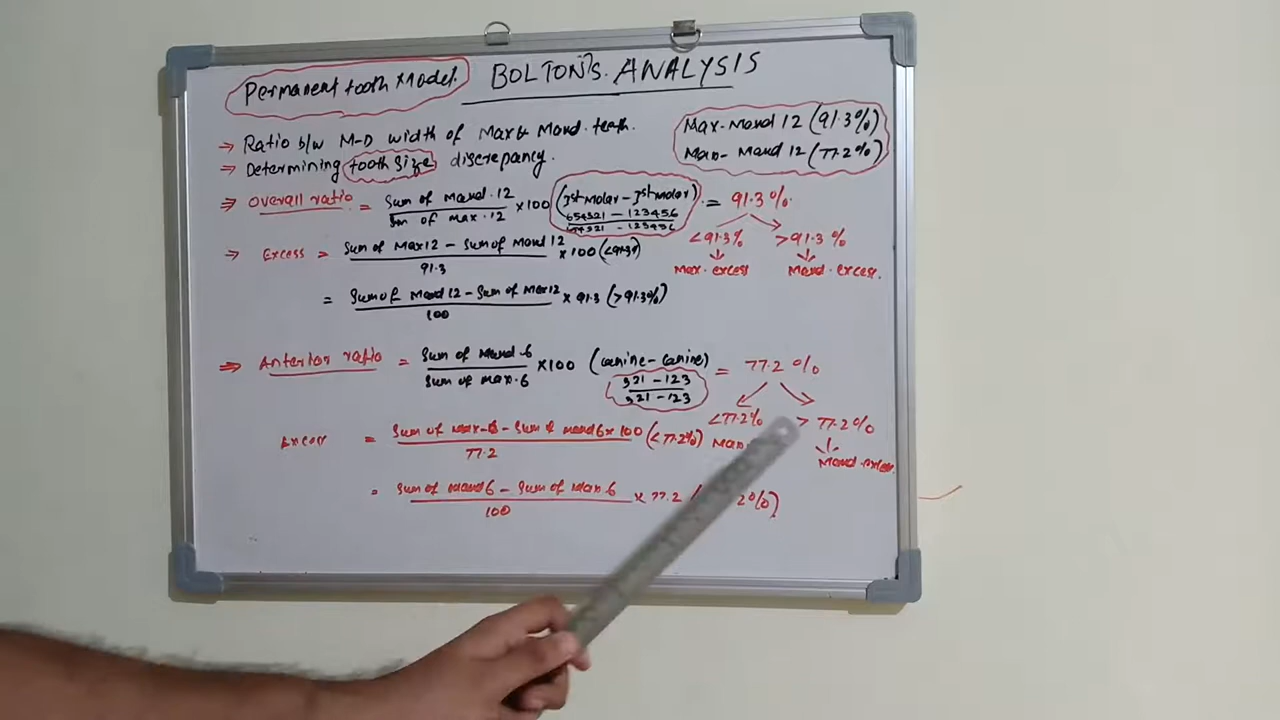 Permanent tooth Model. BOLTON'S. ANALYSIS
→ Ratio b/w M-D width of Max & Mand. teeth.
→ Determining tooth size discrepancy.
Max-Mand 12 (91.3%)
Man- Mand 12 (77.2%)
⇒ Overall ratio = Sum of Mand. 12 / Sum of Max. 12 ×100 (1st Molar - 1st Molar) = 91.3%.
654321 - 123456
654321 - 123456
<91.3% >91.3%
Max. excess Mand. excess.
→ Excess = Sum of Max12 - Sum of Mand 12 / 91.3 ×100 (<91.3)
= Sum of Mand 12 - Sum of Max12 / 100 × 91.3 (>91.3%)
⇒ Anterior ratio = Sum of Mand. 6 / Sum of Max. 6 ×100 (canine-canine) = 77.2 %
321 - 123
321 - 123
<77.2% > 77.2%
Max Mand. excess.
Excess = Sum of Max-6 - Sum of Mand 6 × 100 / 77.2 (<77.2%)
= Sum of Mand 6 - Sum of Max. 6 / 100 × 77.2 2%)